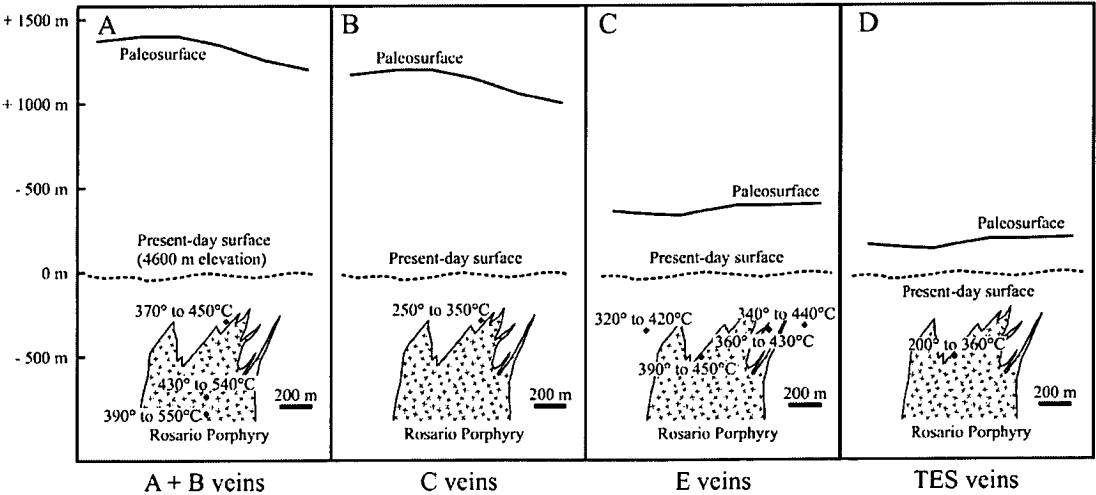 + 1500 m
+ 1000 m
- 500 m
0 m
-500 m
A
Paleosurface
Present-day surface
(4600 m elevation)
370° to 450°C
430° to 540°C
390° to 550°C
200 m
Rosario Porphyry
A + B veins
B
Paleosurface
Present-day surface
250° to 350°C
200 m
Rosario Porphyry
C veins
C
Paleosurface
Present-day surface
320° to 420°C
340° to 440°C
360° to 430°C
390° to 450°C
200 m
Rosario Porphyry
E veins
D
Paleosurface
Present-day surface
200° to 360°C
200 m
Rosario Porphyry
TES veins